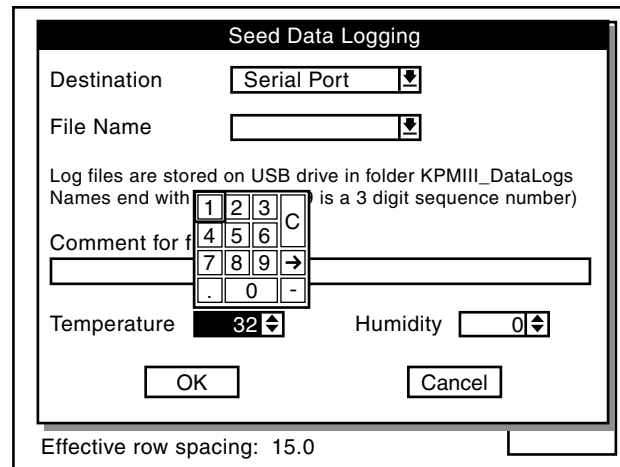 Seed Data Logging
Destination Serial Port
File Name
Log files are stored on USB drive in folder KPMIII_DataLogs
Names end with is a 3 digit sequence number)
1 2 3 C
Comment for f
4 5 6
7 8 9 →
. 0 -
Temperature 32 Humidity 0
OK Cancel
Effective row spacing: 15.0